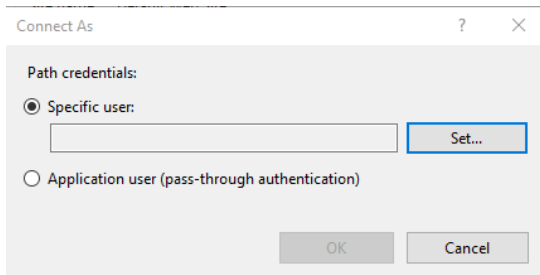 Connect As
?
Path credentials:
Specific user:
Set...
Application user (pass-through authentication)
OK
Cancel